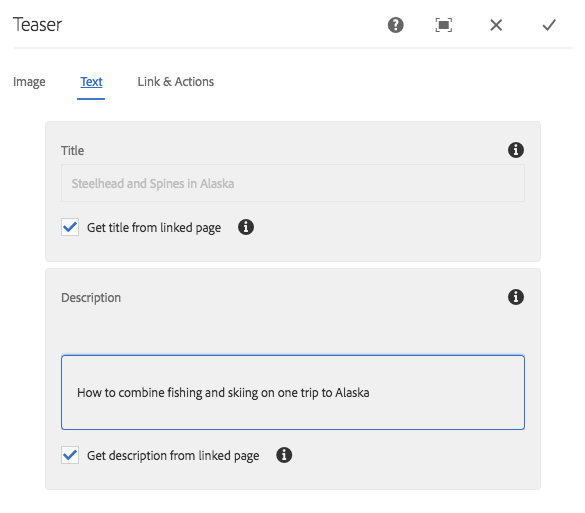 Teaser
Image Text Link & Actions
Title
Steelhead and Spines in Alaska
Get title from linked page
Description
How to combine fishing and skiing on one trip to Alaska
Get description from linked page